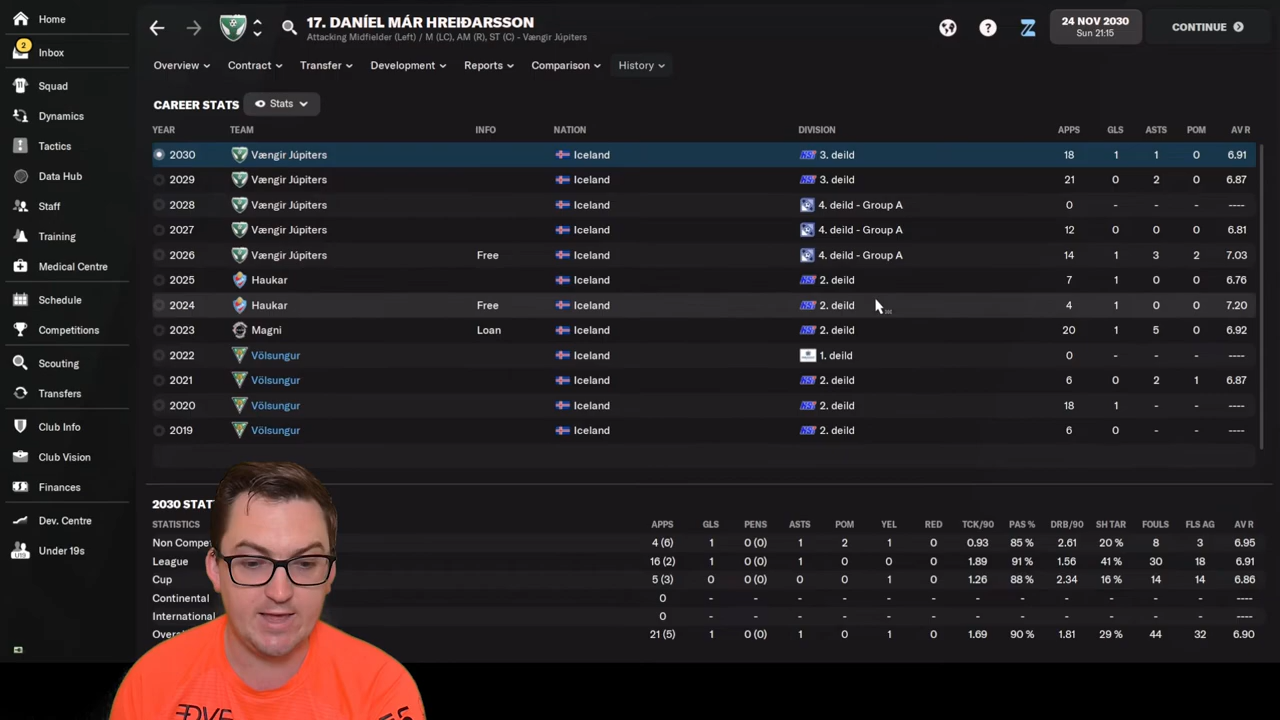 Home
2
Inbox
Squad
Dynamics
Tactics
Data Hub
Staff
Training
Medical Centre
Schedule
Competitions
Scouting
Transfers
Club Info
Club Vision
Finances
Dev. Centre
U19 Under 19s
17. DANÍEL MÁR HREIÐARSSON
Attacking Midfielder (Left) / M (LC), AM (R), ST (C) - Vængir Júpiters
24 NOV 2030
Sun 21:15
CONTINUE
Overview Contract Transfer Development Reports Comparison History
CAREER STATS Stats
YEAR TEAM INFO NATION DIVISION APPS GLS ASTS POM AV R
2030 Vængir Júpiters Iceland 3. deild 18 1 1 0 6.91
2029 Vængir Júpiters Iceland 3. deild 21 0 2 0 6.87
2028 Vængir Júpiters Iceland 4. deild - Group A 0 - - - ----
2027 Vængir Júpiters Iceland 4. deild - Group A 12 0 0 0 6.81
2026 Vængir Júpiters Free Iceland 4. deild - Group A 14 1 3 2 7.03
2025 Haukar Iceland 2. deild 7 1 0 0 6.76
2024 Haukar Free Iceland 2. deild 4 1 0 0 7.20
2023 Magni Loan Iceland 2. deild 20 1 5 0 6.92
2022 Völsungur Iceland 1. deild 0 - - - ----
2021 Völsungur Iceland 2. deild 6 0 2 1 6.87
2020 Völsungur Iceland 2. deild 18 1 - - ----
2019 Völsungur Iceland 2. deild 6 0 - - ----
2030 STAT
STATISTICS APPS GLS PENS ASTS POM YEL RED TCK/90 PAS % DRB/90 SH TAR FOULS FLS AG AV R
Non Compe 4 (6) 1 0 (0) 1 2 1 0 0.93 85 % 2.61 20 % 8 3 6.95
League 16 (2) 1 0 (0) 1 0 0 0 1.89 91 % 1.56 41 % 30 18 6.91
Cup 5 (3) 0 0 (0) 0 0 1 0 1.26 88 % 2.34 16 % 14 14 6.86
Continental 0 - - - - - - - - - - - - ----
International 0 - - - - - - - - - - - - ----
Overa 21 (5) 1 0 (0) 1 0 1 0 1.69 90 % 1.81 29 % 44 32 6.90